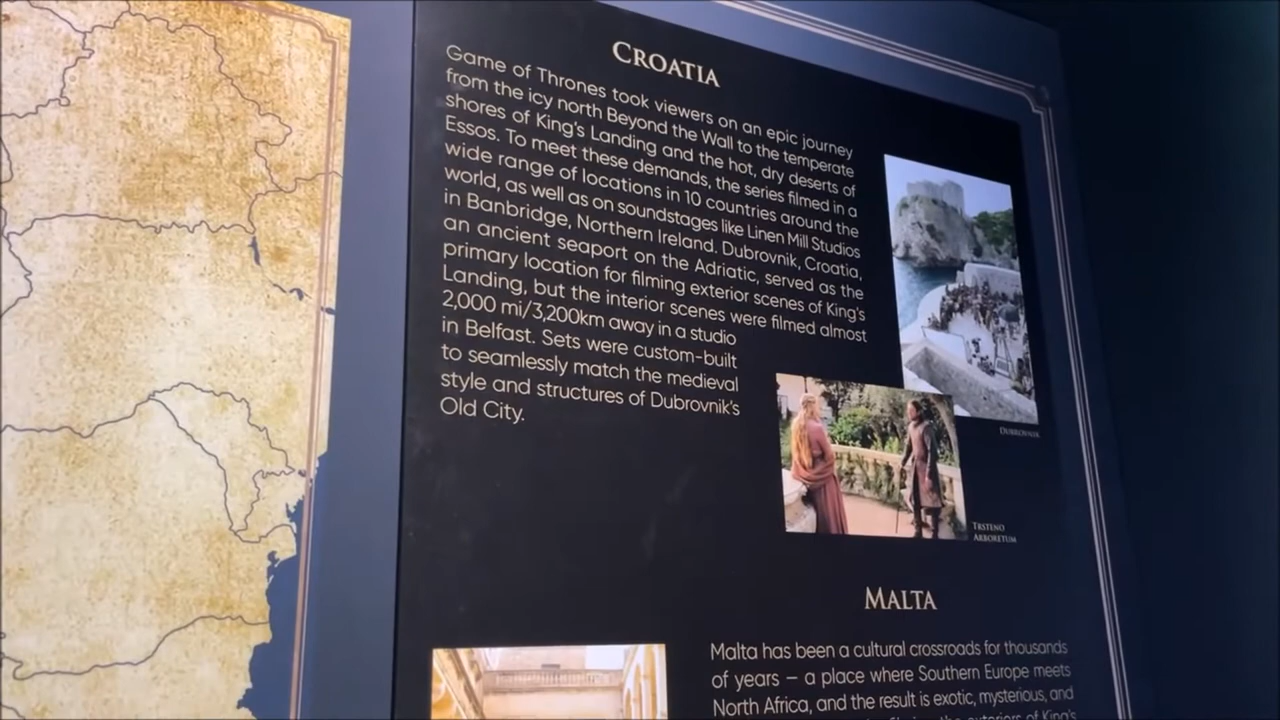 CROATIA
Game of Thrones took viewers on an epic journey
from the icy north Beyond the Wall to the temperate
shores of King's Landing and the hot, dry deserts of
Essos. To meet these demands, the series filmed in a
wide range of locations in 10 countries around the
world, as well as on soundstages like Linen Mill Studios
in Banbridge, Northern Ireland. Dubrovnik, Croatia,
an ancient seaport on the Adriatic, served as the
primary location for filming exterior scenes of King's
Landing, but the interior scenes were filmed almost
2,000 mi/3,200km away in a studio
in Belfast. Sets were custom-built
to seamlessly match the medieval
style and structures of Dubrovnik's
Old City.
DUBROVNIK
TRSTENO
ARBORETUM
MALTA
Malta has been a cultural crossroads for thousands
of years – a place where Southern Europe meets
North Africa, and the result is exotic, mysterious, and
the exteriors of King's